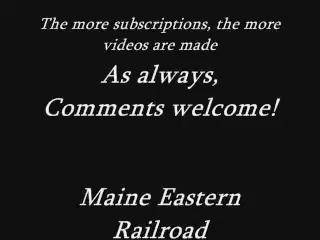 The more subscriptions, the more
videos are made
As always,
Comments welcome!
Maine Eastern
Railroad